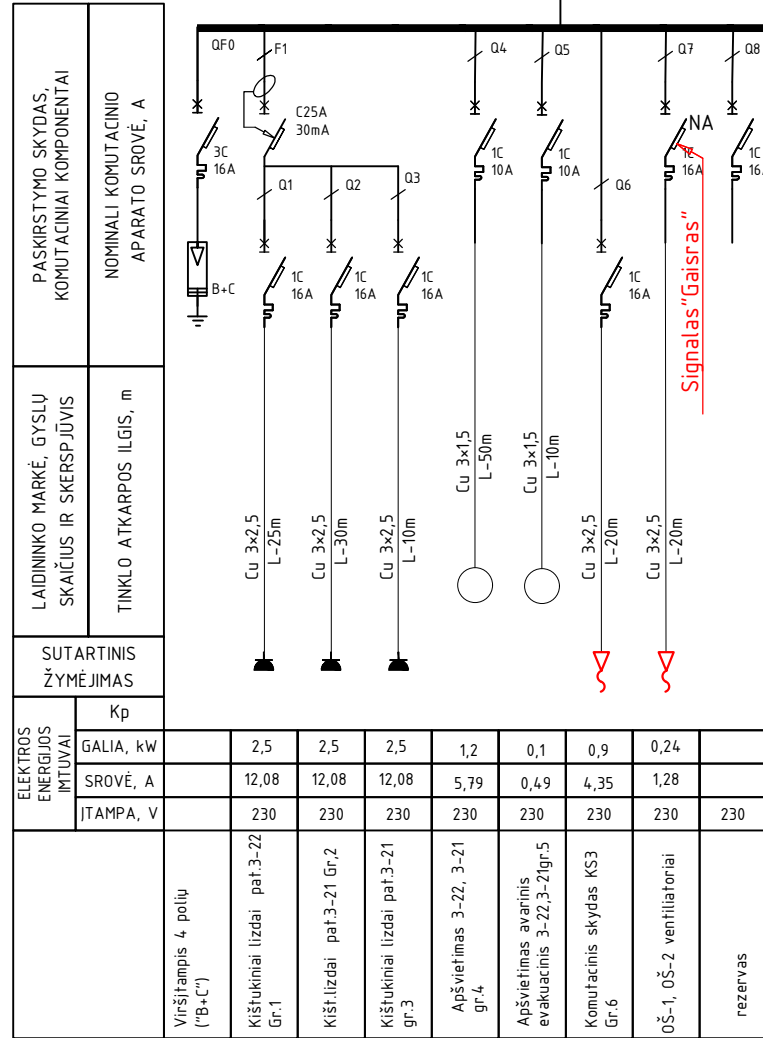 PASKIRSTYMO SKYDAS,
KOMUTACINIAI KOMPONENTAI
NOMINALI KOMUTACINIO
APARATO SROVĖ, A
QF0
F1
Q4
Q5
Q7
Q8
C25A
30mA
3C
16A
B+C
Q1
Q2
Q3
Q6
1C
16A
1C
16A
1C
16A
1C
10A
1C
10A
1C
16A
NA
16A
1C
Signalas"Gaisras"
LAIDININKO MARKĖ, GYSLŲ
SKAIČIUS IR SKERSPJŪVIS
TINKLO ATKARPOS ILGIS, m
Cu 3×2,5
L-25m
Cu 3×2,5
L-30m
Cu 3×2,5
L-10m
Cu 3×1,5
L-50m
Cu 3×1,5
L-10m
Cu 3×2,5
L-20m
Cu 3×2,5
L-20m
SUTARTINIS
ŽYMĖJIMAS
ELEKTROS
ENERGIJOS
IMTUVAI
Kp
GALIA, kW 2,5 2,5 2,5 1,2 0,1 0,9 0,24
SROVĖ, A 12,08 12,08 12,08 5,79 0,49 4,35 1,28
ĮTAMPA, V 230 230 230 230 230 230 230 230
Viršįtampis 4 polių
("B+C")
Kištukiniai lizdai pat.3-22
Gr.1
Kišt.lizdai pat.3-21 Gr,2
Kištukiniai lizdai pat.3-21
gr.3
Apšvietimas 3-22, 3-21
gr.4
Apšvietimas avarinis
evakuacinis 3-22,3-21gr.5
Komutacinis skydas KS3
Gr.6
OŠ-1, OŠ-2 ventiliatoriai
rezervas